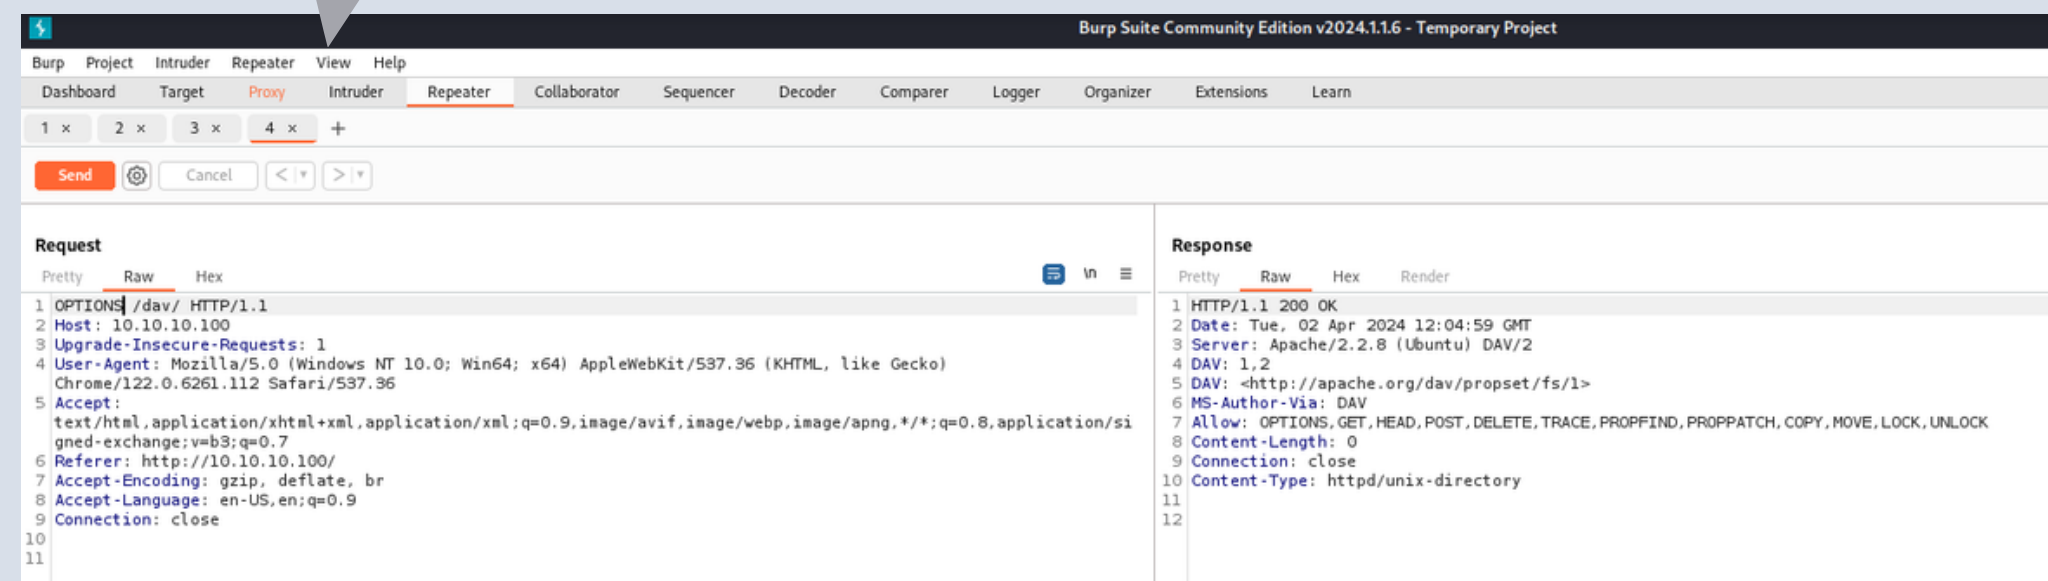 Burp Suite Community Edition v2024.1.1.6 - Temporary Project
Burp Project Intruder Repeater View Help
Dashboard Target Proxy Intruder Repeater Collaborator Sequencer Decoder Comparer Logger Organizer Extensions Learn
1 × 2 × 3 × 4 × +
Send Cancel < >
Request
Pretty Raw Hex \n
1 OPTIONS /dav/ HTTP/1.1
2 Host: 10.10.10.100
3 Upgrade-Insecure-Requests: 1
4 User-Agent: Mozilla/5.0 (Windows NT 10.0; Win64; x64) AppleWebKit/537.36 (KHTML, like Gecko)
Chrome/122.0.6261.112 Safari/537.36
5 Accept:
text/html,application/xhtml+xml,application/xml;q=0.9,image/avif,image/webp,image/apng,*/*;q=0.8,application/si
gned-exchange;v=b3;q=0.7
6 Referer: http://10.10.10.100/
7 Accept-Encoding: gzip, deflate, br
8 Accept-Language: en-US,en;q=0.9
9 Connection: close
10
11
Response
Pretty Raw Hex Render
1 HTTP/1.1 200 OK
2 Date: Tue, 02 Apr 2024 12:04:59 GMT
3 Server: Apache/2.2.8 (Ubuntu) DAV/2
4 DAV: 1,2
5 DAV: <http://apache.org/dav/propset/fs/1>
6 MS-Author-Via: DAV
7 Allow: OPTIONS,GET,HEAD,POST,DELETE,TRACE,PROPFIND,PROPPATCH,COPY,MOVE,LOCK,UNLOCK
8 Content-Length: 0
9 Connection: close
10 Content-Type: httpd/unix-directory
11
12